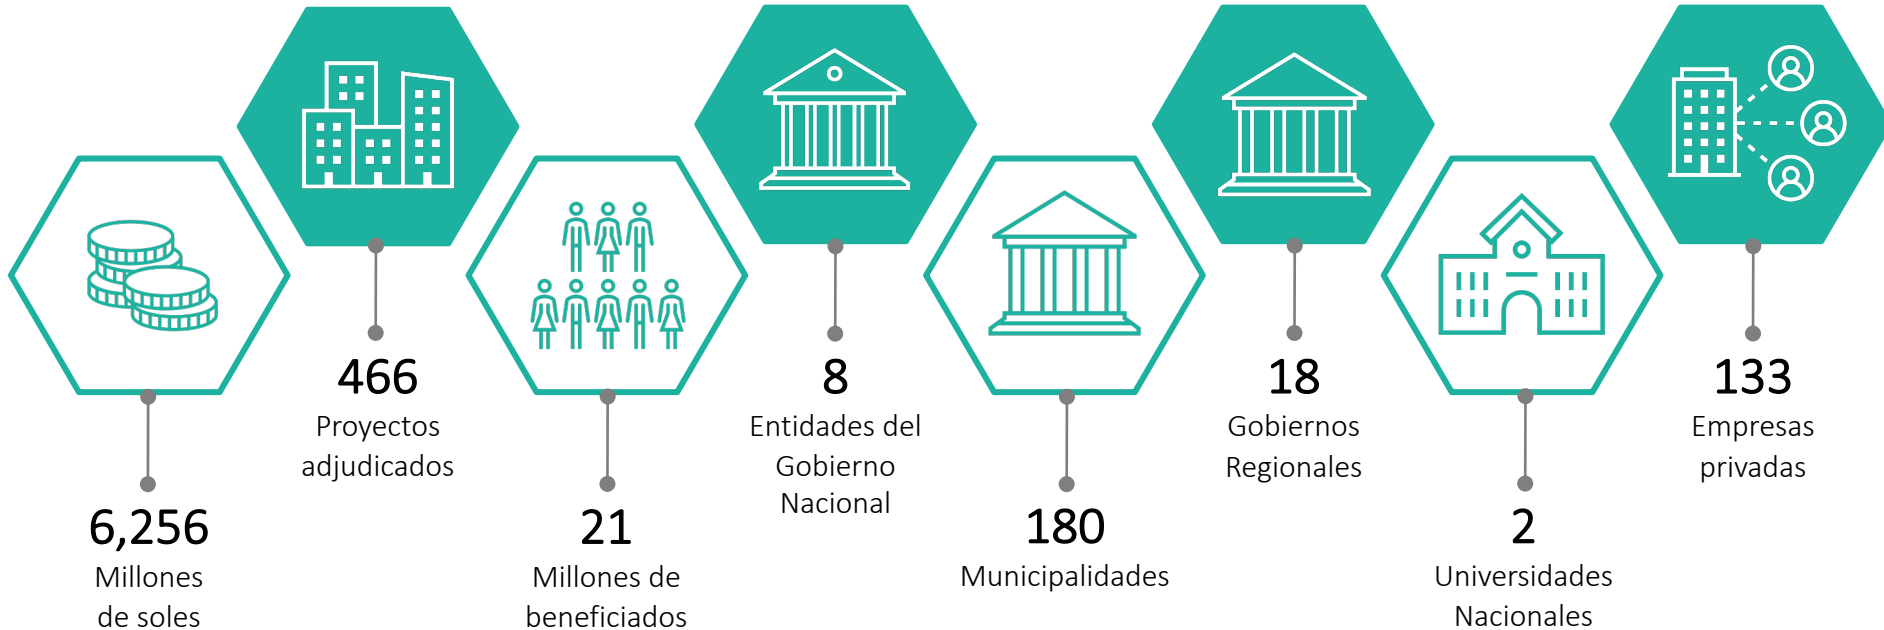 6,256
Millones
de soles
466
Proyectos
adjudicados
21
Millones de
beneficiados
8
Entidades del
Gobierno
Nacional
180
Municipalidades
18
Gobiernos
Regionales
2
Universidades
Nacionales
133
Empresas
privadas